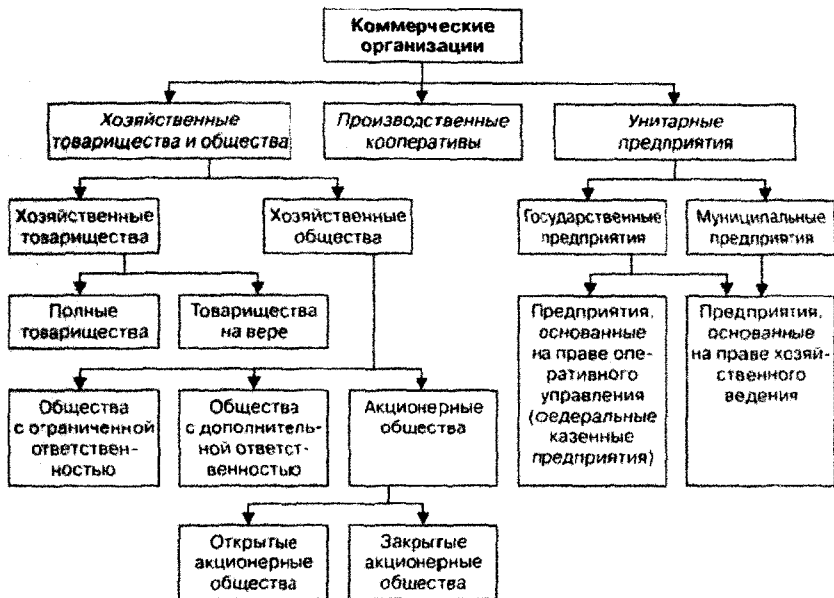 Коммерческие
организации
Хозяйственные
товарищества и общества
Производственные
кооперативы
Унитарные
предприятия
Хозяйственные
товарищества
Хозяйственные
общества
Государственные
предприятия
Муниципальные
предприятия
Полные
товарищества
Товарищества
на вере
Предприятия,
основанные
на праве опе-
ративного
управления
(федеральные
казенные
предприятия)
Предприятия,
основанные
на праве хозяй-
ственного
ведения
Общества
с ограниченной
ответствен-
ностью
Общества
с дополнитель-
ной ответст-
венностью
Акционерные
общества
Открытые
акционерные
общества
Закрытые
акционерные
общества